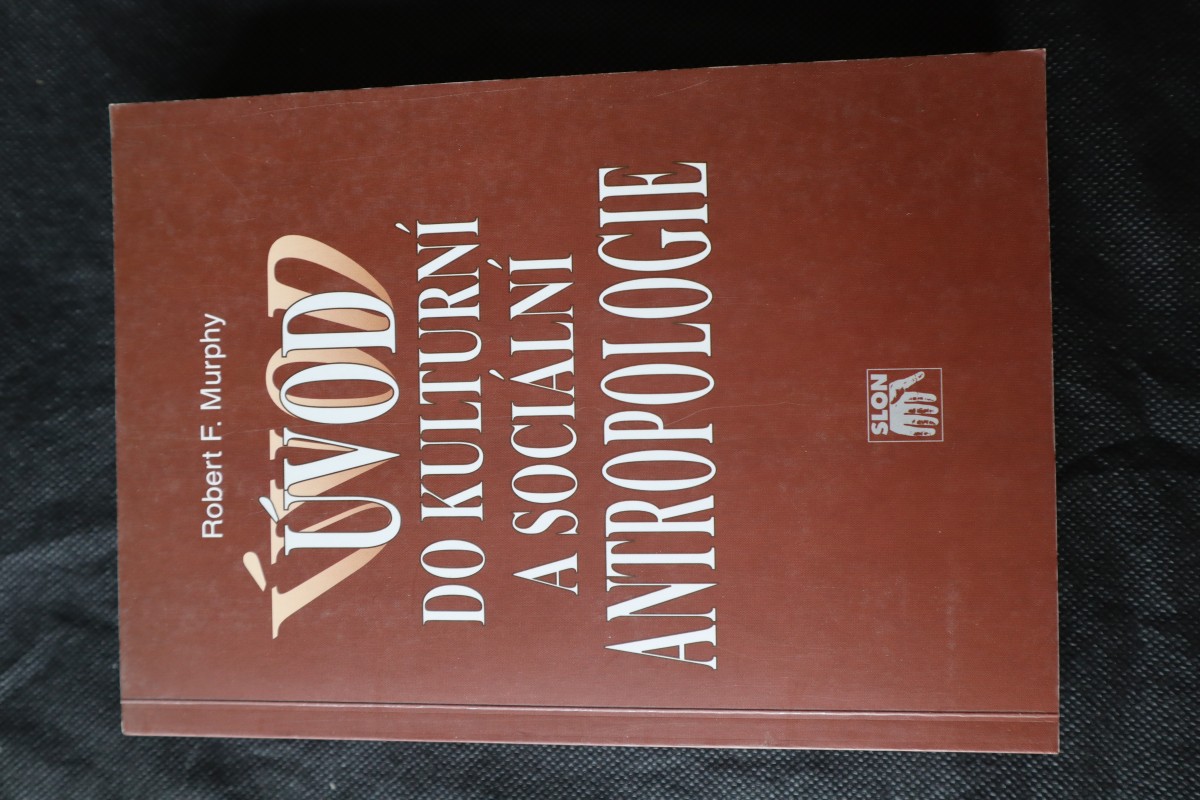 Robert F. Murphy
ÚVOD
DO KULTURNÍ
A SOCIÁLNÍ
ANTROPOLOGIE
SLON